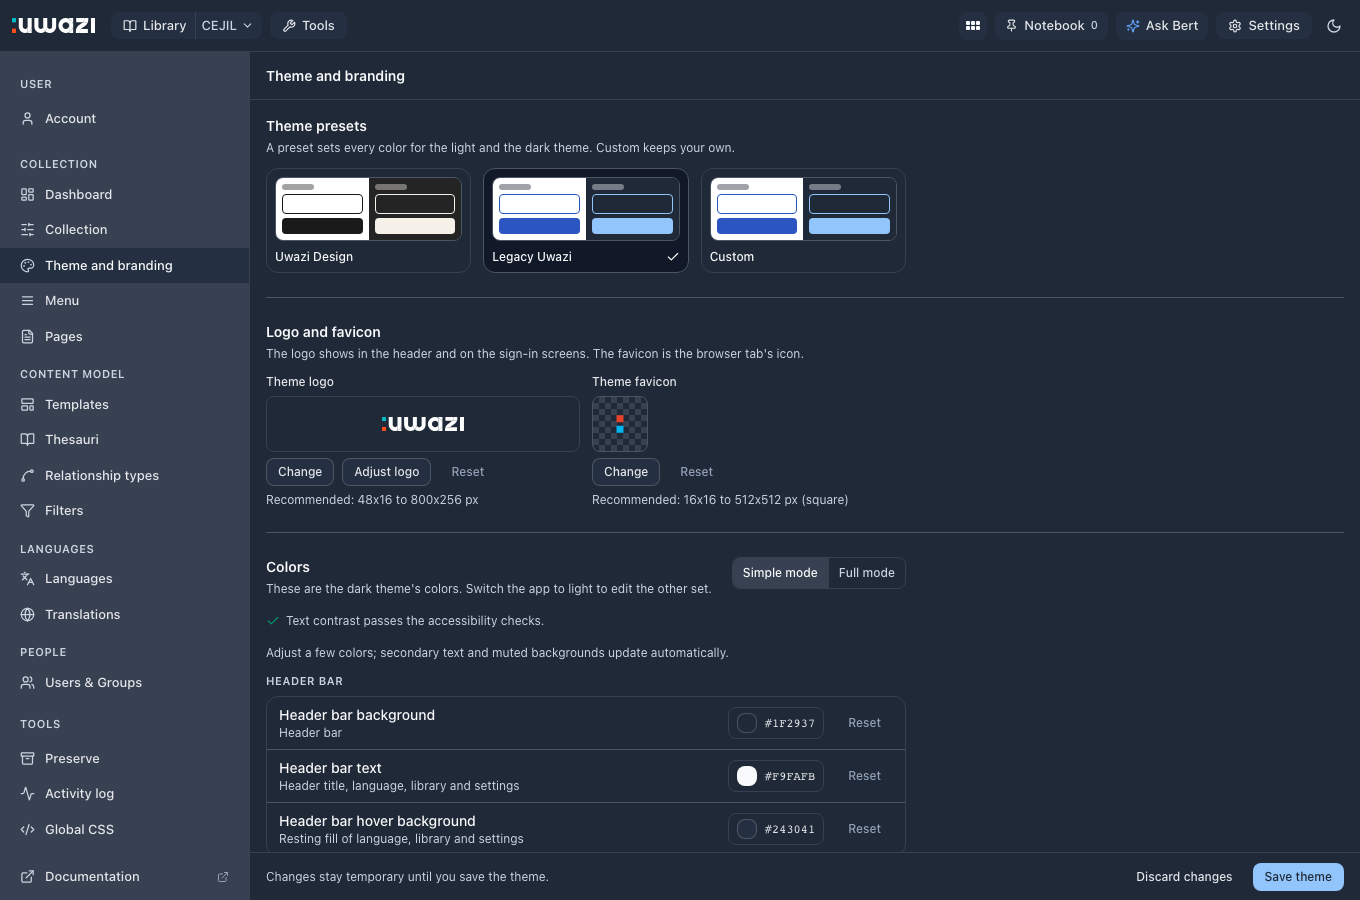 :uwazi
Library
CEJIL
Tools
Notebook 0
Ask Bert
Settings
USER
Account
COLLECTION
Dashboard
Collection
Theme and branding
Menu
Pages
CONTENT MODEL
Templates
Thesauri
Relationship types
Filters
LANGUAGES
Languages
Translations
PEOPLE
Users & Groups
TOOLS
Preserve
Activity log
Global CSS
Documentation
Theme and branding
Theme presets
A preset sets every color for the light and the dark theme. Custom keeps your own.
Uwazi Design
Legacy Uwazi
Custom
Logo and favicon
The logo shows in the header and on the sign-in screens. The favicon is the browser tab's icon.
Theme logo
:uwazi
Change
Adjust logo
Reset
Recommended: 48x16 to 800x256 px
Theme favicon
Change
Reset
Recommended: 16x16 to 512x512 px (square)
Colors
These are the dark theme's colors. Switch the app to light to edit the other set.
Simple mode
Full mode
Text contrast passes the accessibility checks.
Adjust a few colors; secondary text and muted backgrounds update automatically.
HEADER BAR
Header bar background
Header bar
#1F2937
Reset
Header bar text
Header title, language, library and settings
#F9FAFB
Reset
Header bar hover background
Resting fill of language, library and settings
#243041
Reset
Changes stay temporary until you save the theme.
Discard changes
Save theme